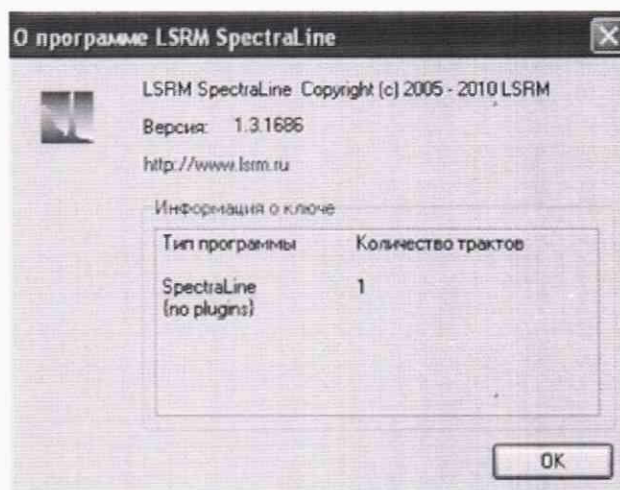 О программе LSRM SpectraLine
LSRM SpectraLine Copyright (c) 2005 - 2010 LSRM
Версия: 1.3.1686
http://www.lsrm.ru
Информация о ключе
Тип программы Количество трактов
SpectraLine 1
(no plugins)
OK